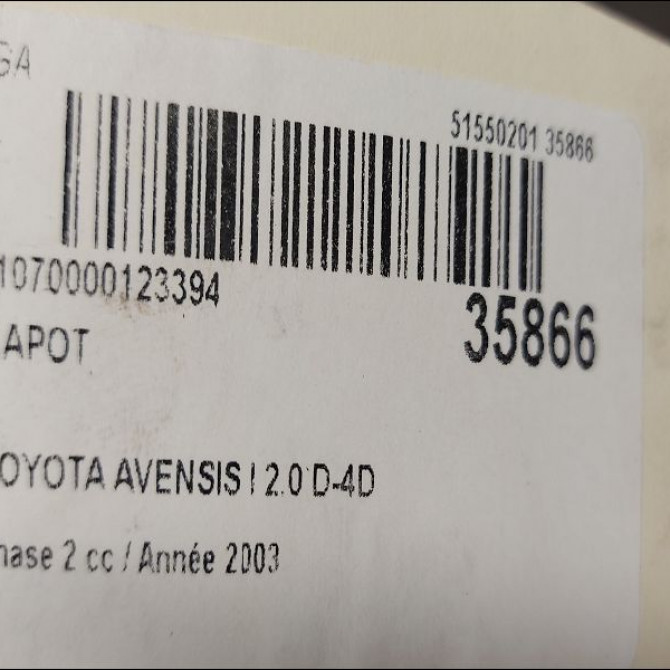 GA
51550201 35866
1070000123394
35866
APOT
OYOTA AVENSIS I 2.0 D-4D
hase 2 cc / Année 2003